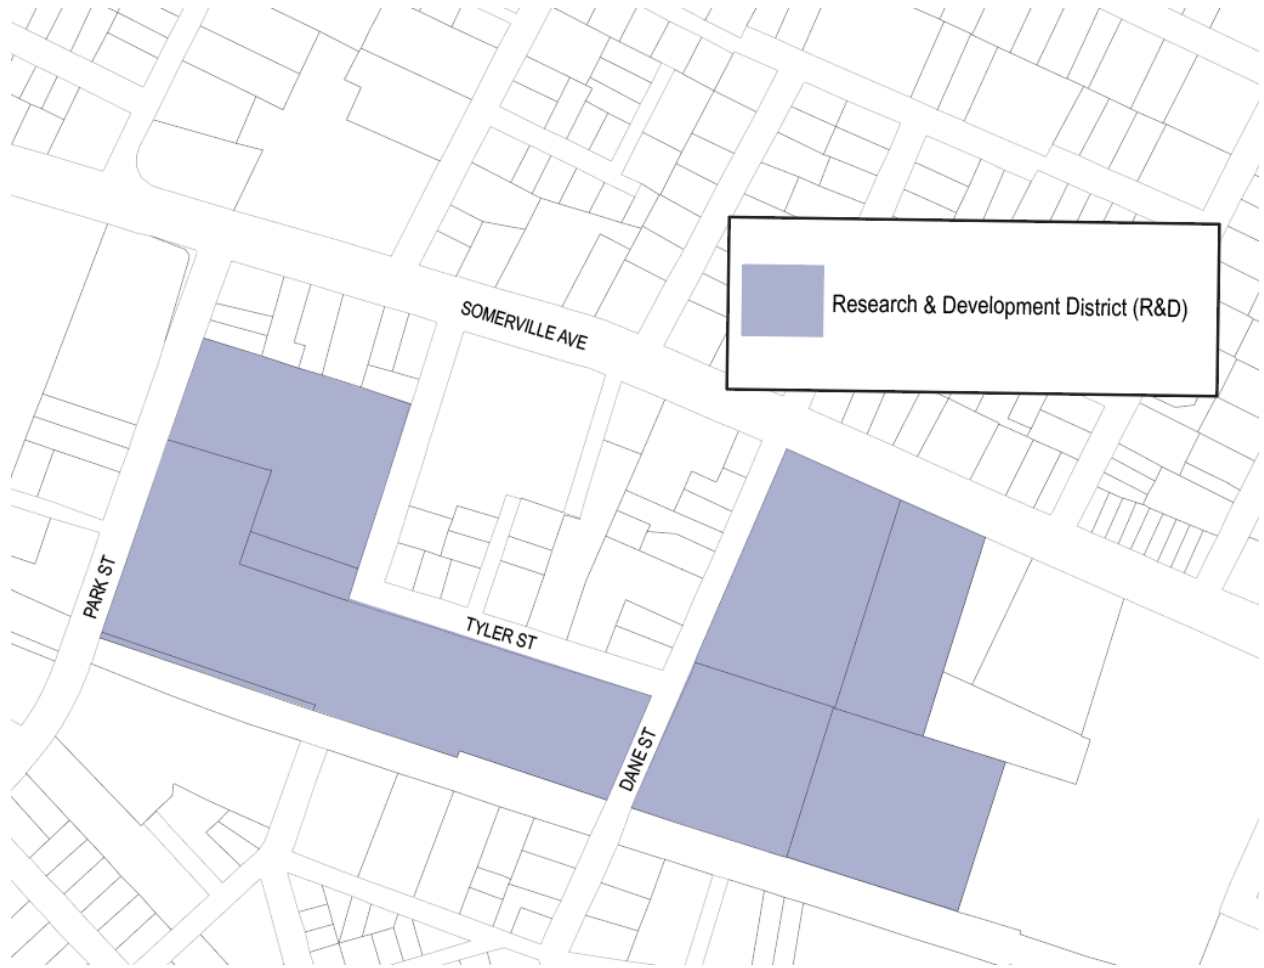 SOMERVILLE AVE
Research & Development District (R&D)
PARK ST
TYLER ST
DANE ST